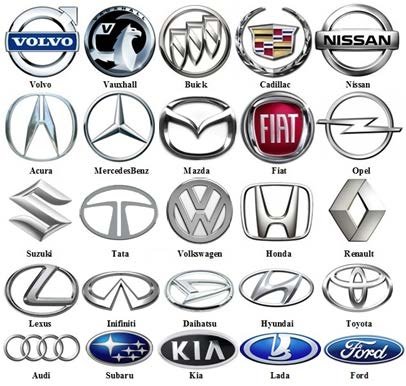 VOLVO VAUXHALL V NISSAN
Volvo Vauxhall Buick Cadillac Nissan
FIAT
Acura MercedesBenz Mazda Fiat Opel
Suzuki Tata Volkswagen Honda Renault
Lexus Inifiniti Daihatsu Hyundai Toyota
KIA Ford
Audi Subaru Kia Lada Ford